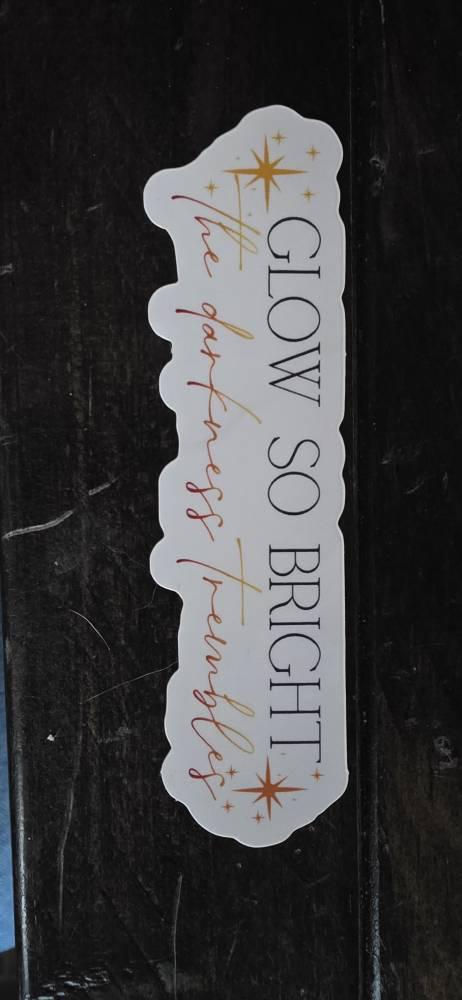 GLOW SO BRIGHT
the darkness trembles